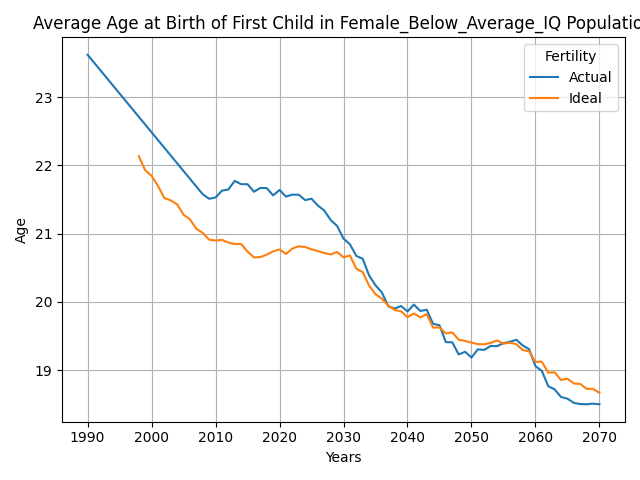 Average Age at Birth of First Child in Female_Below_Average_IQ Populatio
Fertility
Actual
Ideal
Age
23
22
21
20
19
1990 2000 2010 2020 2030 2040 2050 2060 2070
Years